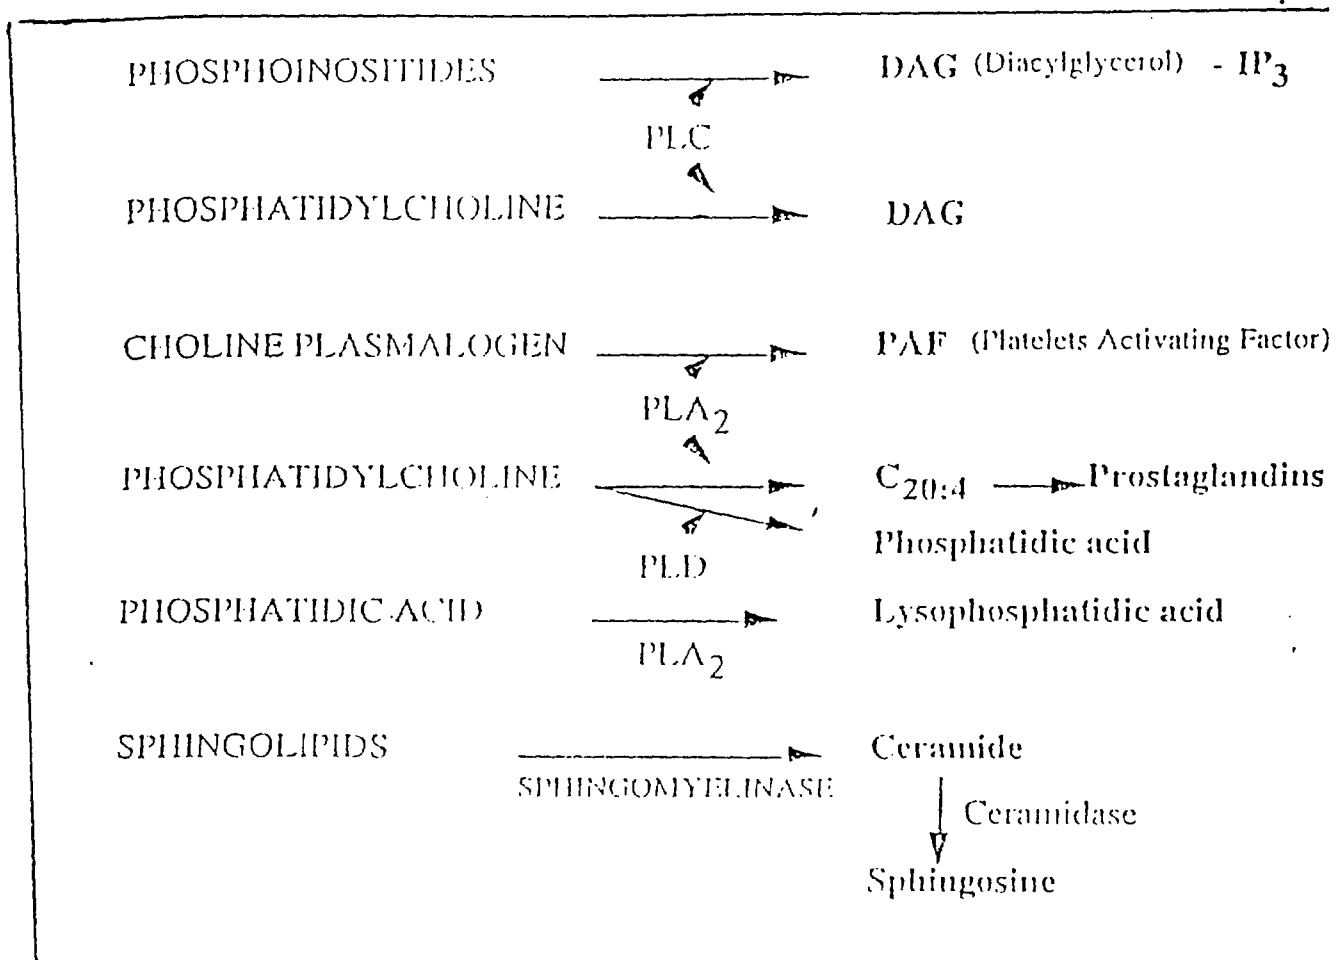 PHOSPHOINOSITIDES DAG (Diacylglycerol) - IP3
PLC
PHOSPHATIDYLCHOLINE DAG
CHOLINE PLASMALOGEN PAF (Platelets Activating Factor)
PLA2
PHOSPHATIDYLCHOLINE C20:4 Prostaglandins
Phosphatidic acid
PLD
PHOSPHATIDIC ACID Lysophosphatidic acid
PLA2
SPHINGOLIPIDS Ceramide
SPHINGOMYELINASE
Ceramidase
Sphingosine